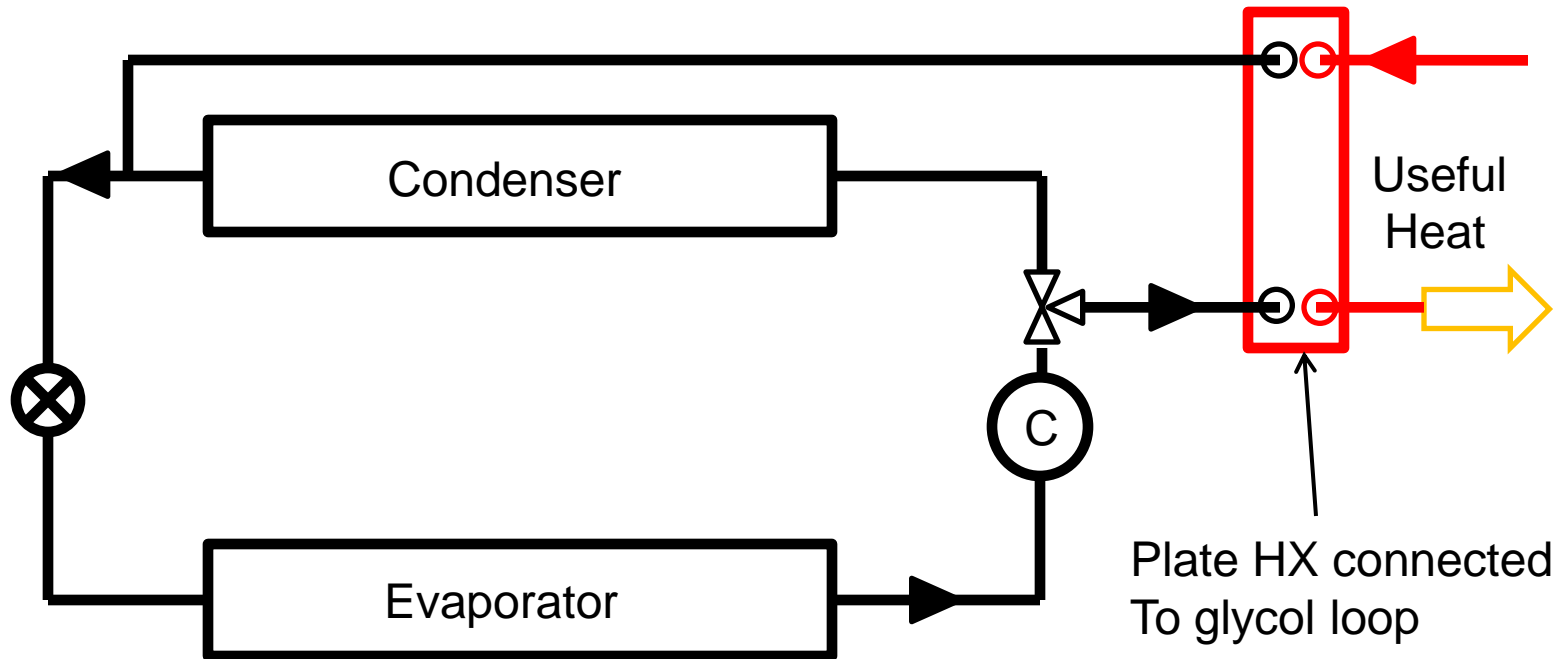 Condenser
Useful
Heat
C
Evaporator
Plate HX connected
To glycol loop